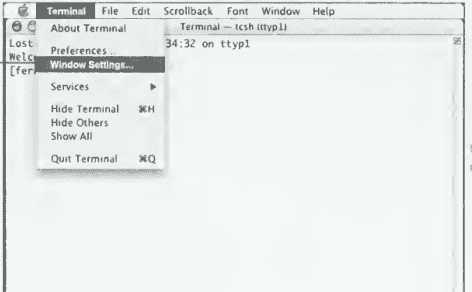 Terminal File Edit Scrollback Font Window Help
Terminal — tcsh (ttyp1)
About Terminal
Last 34:32 on ttyp1
Preferences...
Welc
Window Settings...
[fer
Services
Hide Terminal ⌘H
Hide Others
Show All
Quit Terminal ⌘Q